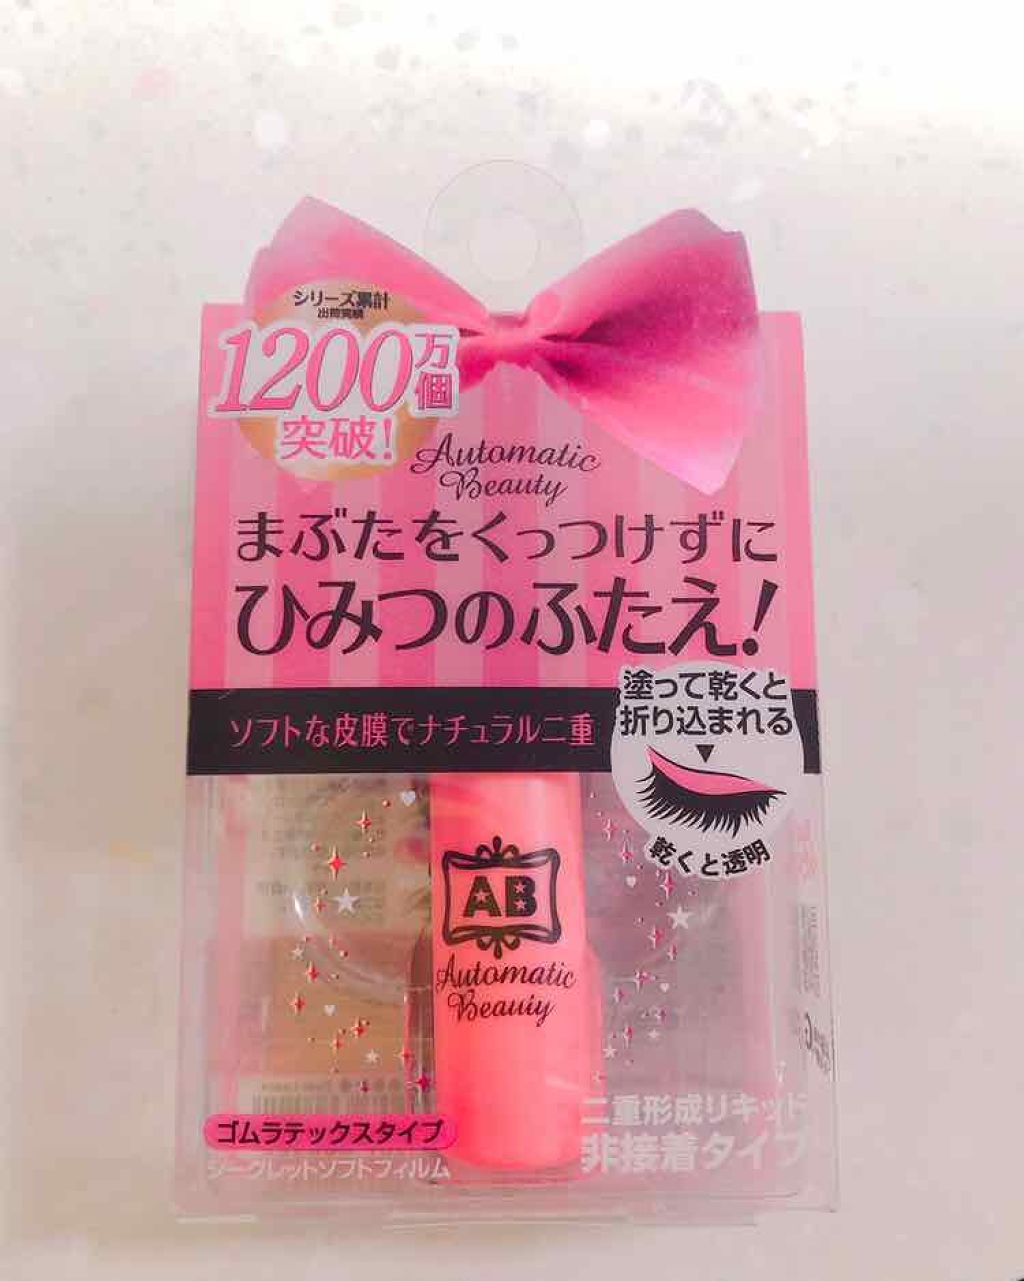 シリーズ累計
出荷実績
1200万個
突破!
Automatic
Beauty
まぶたをくっつけずに
ひみつのふたえ!
ソフトな皮膜でナチュラル二重
塗って乾くと
折り込まれる
乾くと透明
AB
Automatic
Beauty
ゴムラテックスタイプ
シークレットソフトフィルム
二重形成リキッド
非接着タイプ